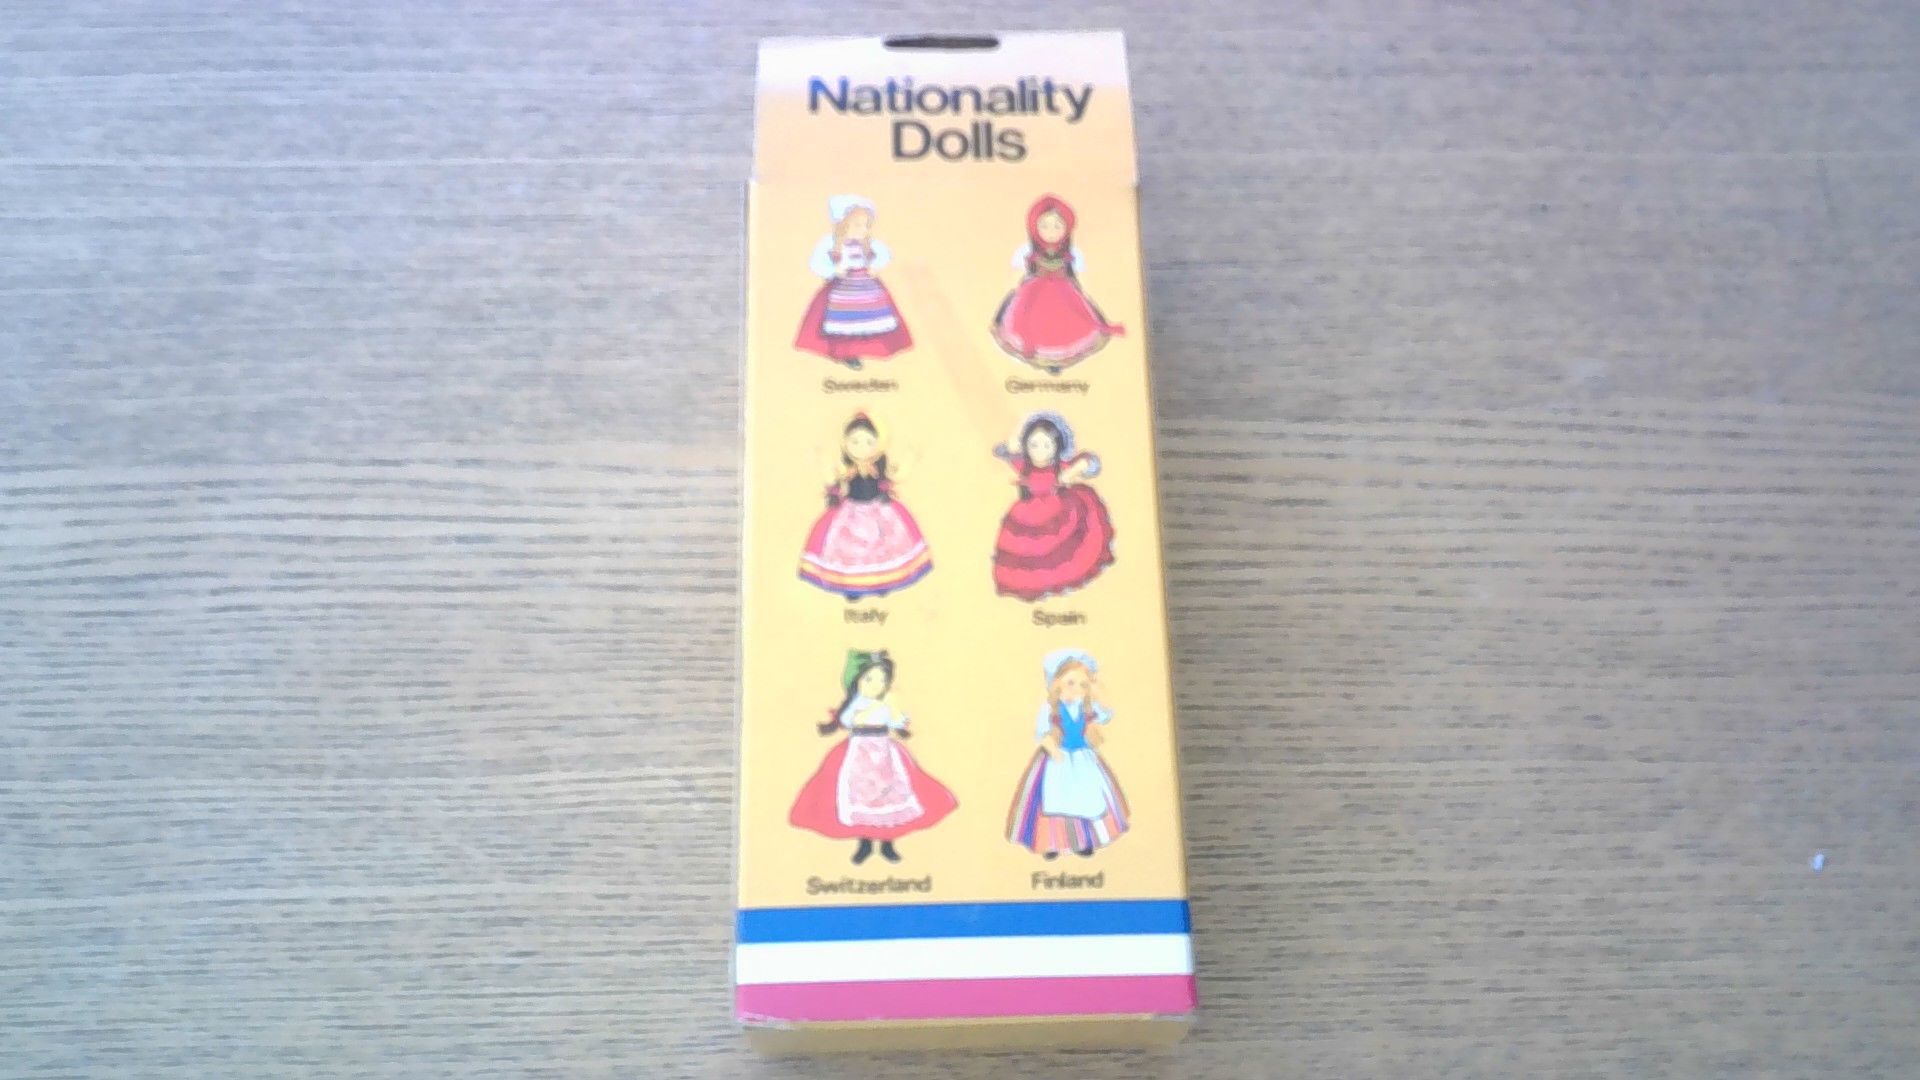 Nationality
Dolls
Sweden
Germany
Italy
Spain
Switzerland
Finland